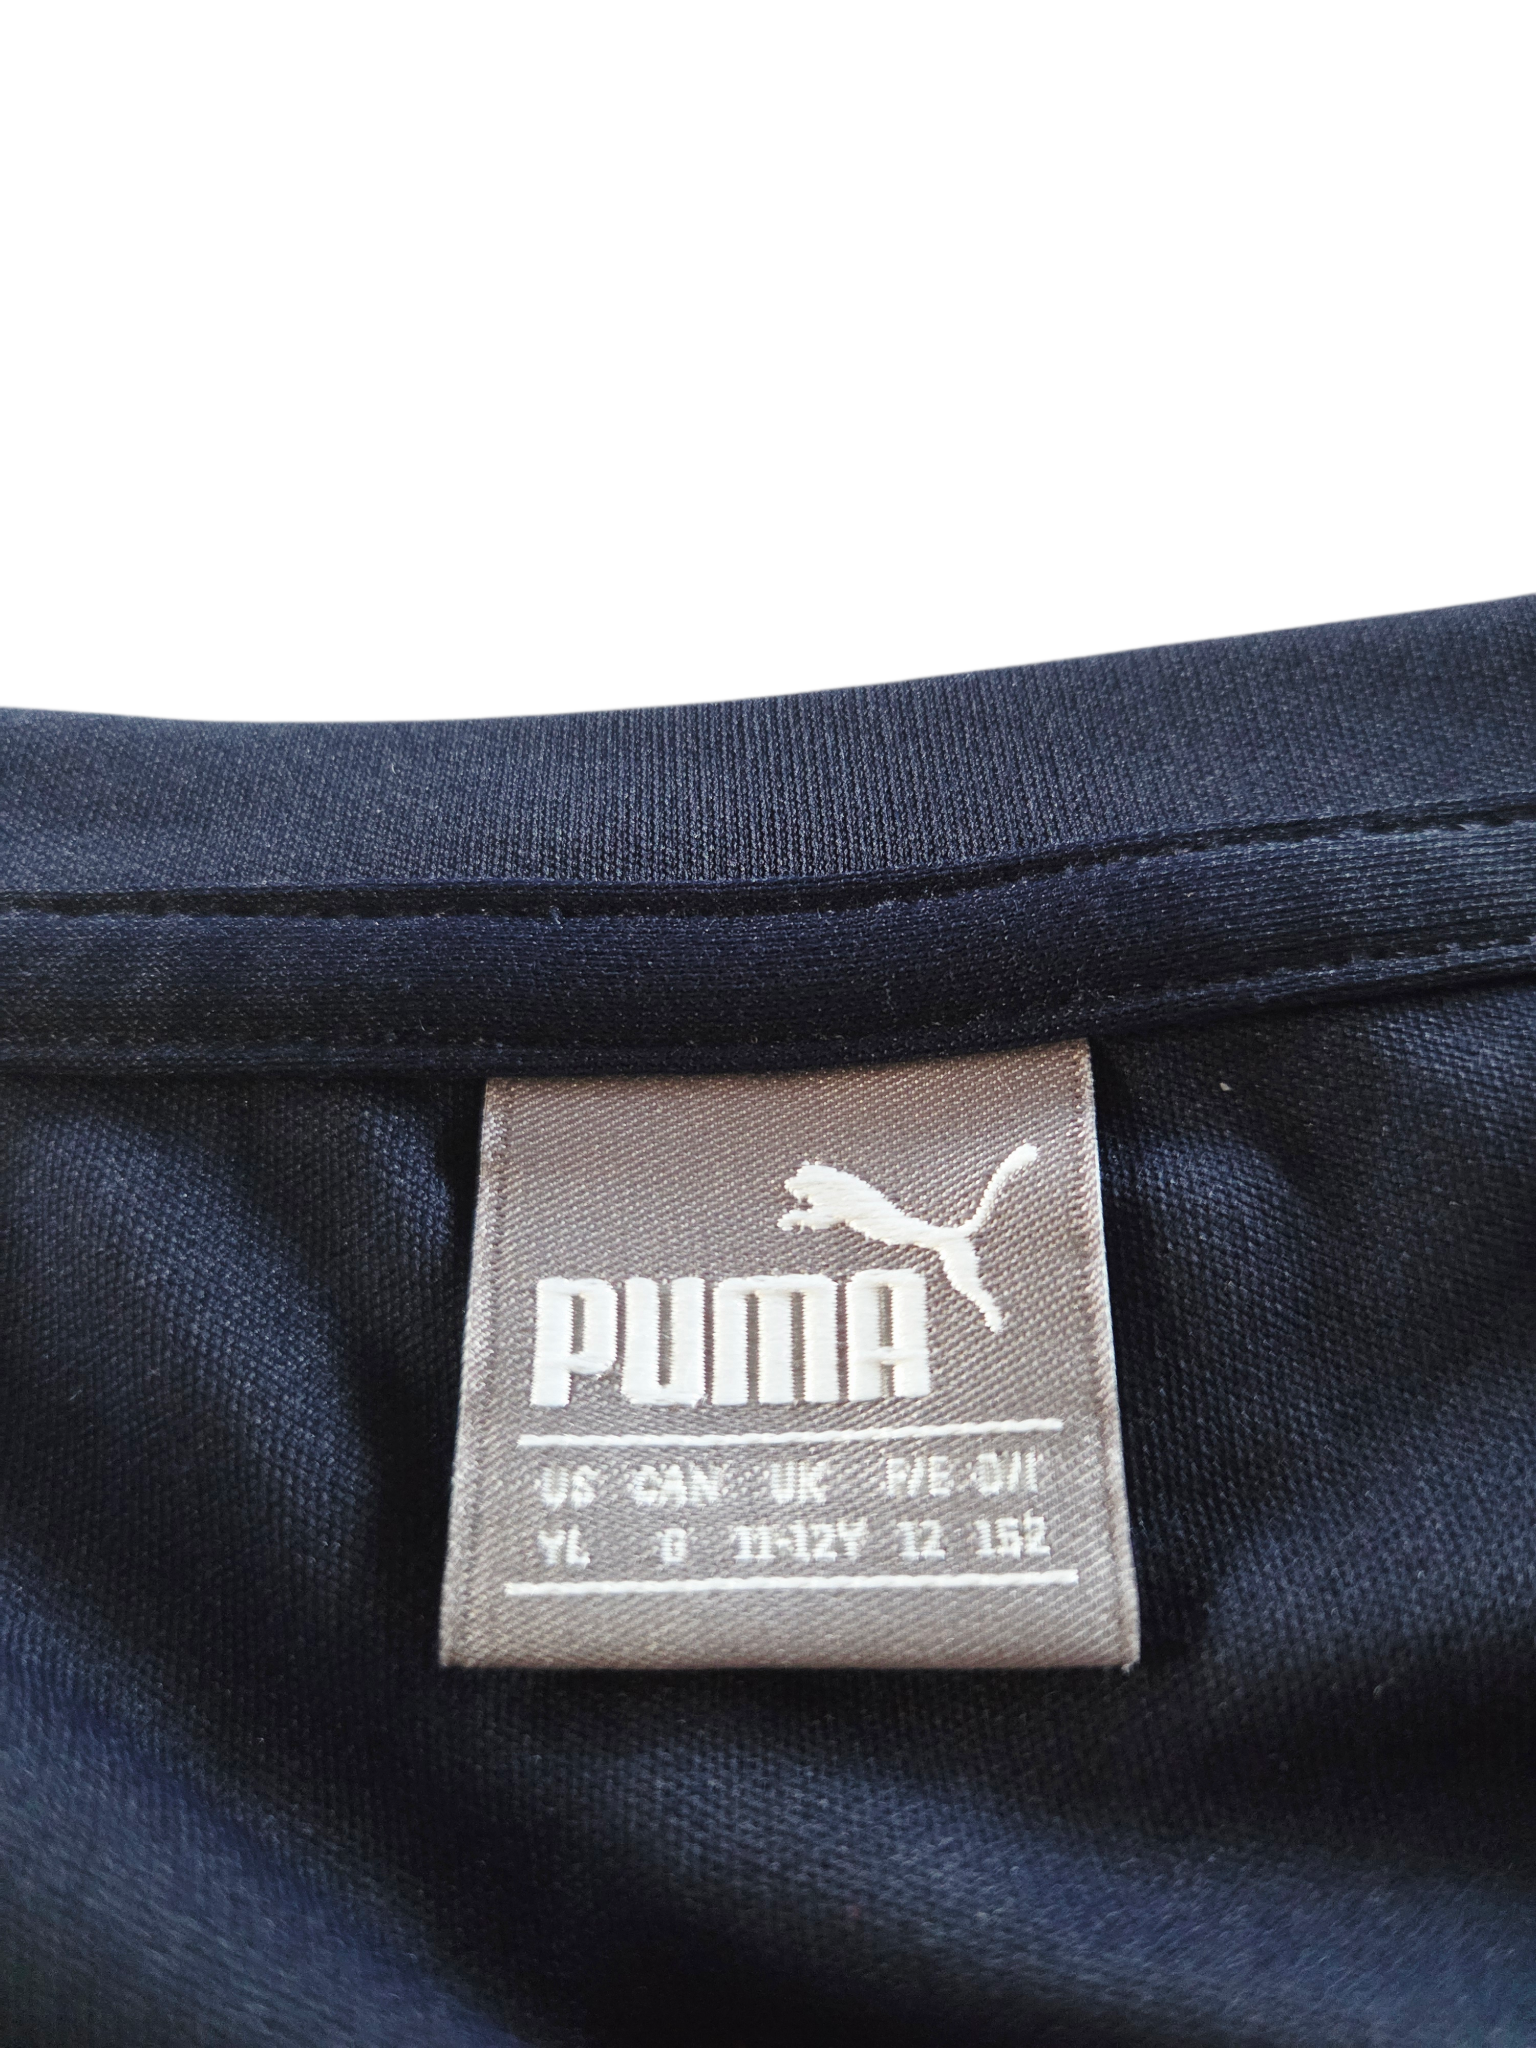 PUMA
US CAN UK F/E D/I
YL G 11-12Y 12 152